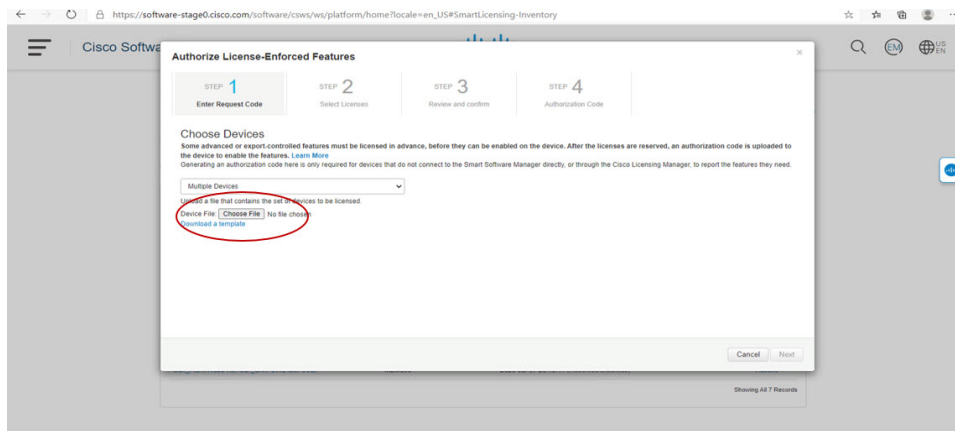 https://software-stage0.cisco.com/software/csws/ws/platform/home?locale=en_US#SmartLicensing-Inventory
Cisco Softwa
EM
US
EN
Authorize License-Enforced Features
×
STEP 1
Enter Request Code
STEP 2
Select Licenses
STEP 3
Review and confirm
STEP 4
Authorization Code
Choose Devices
Some advanced or export-controlled features must be licensed in advance, before they can be enabled on the device. After the licenses are reserved, an authorization code is uploaded to
the device to enable the features. Learn More
Generating an authorization code here is only required for devices that do not connect to the Smart Software Manager directly, or through the Cisco Licensing Manager, to report the features they need.
Multiple Devices
Upload a file that contains the set of devices to be licensed.
Device File: Choose File No file chosen
Download a template
Cancel Next
Showing All 7 Records